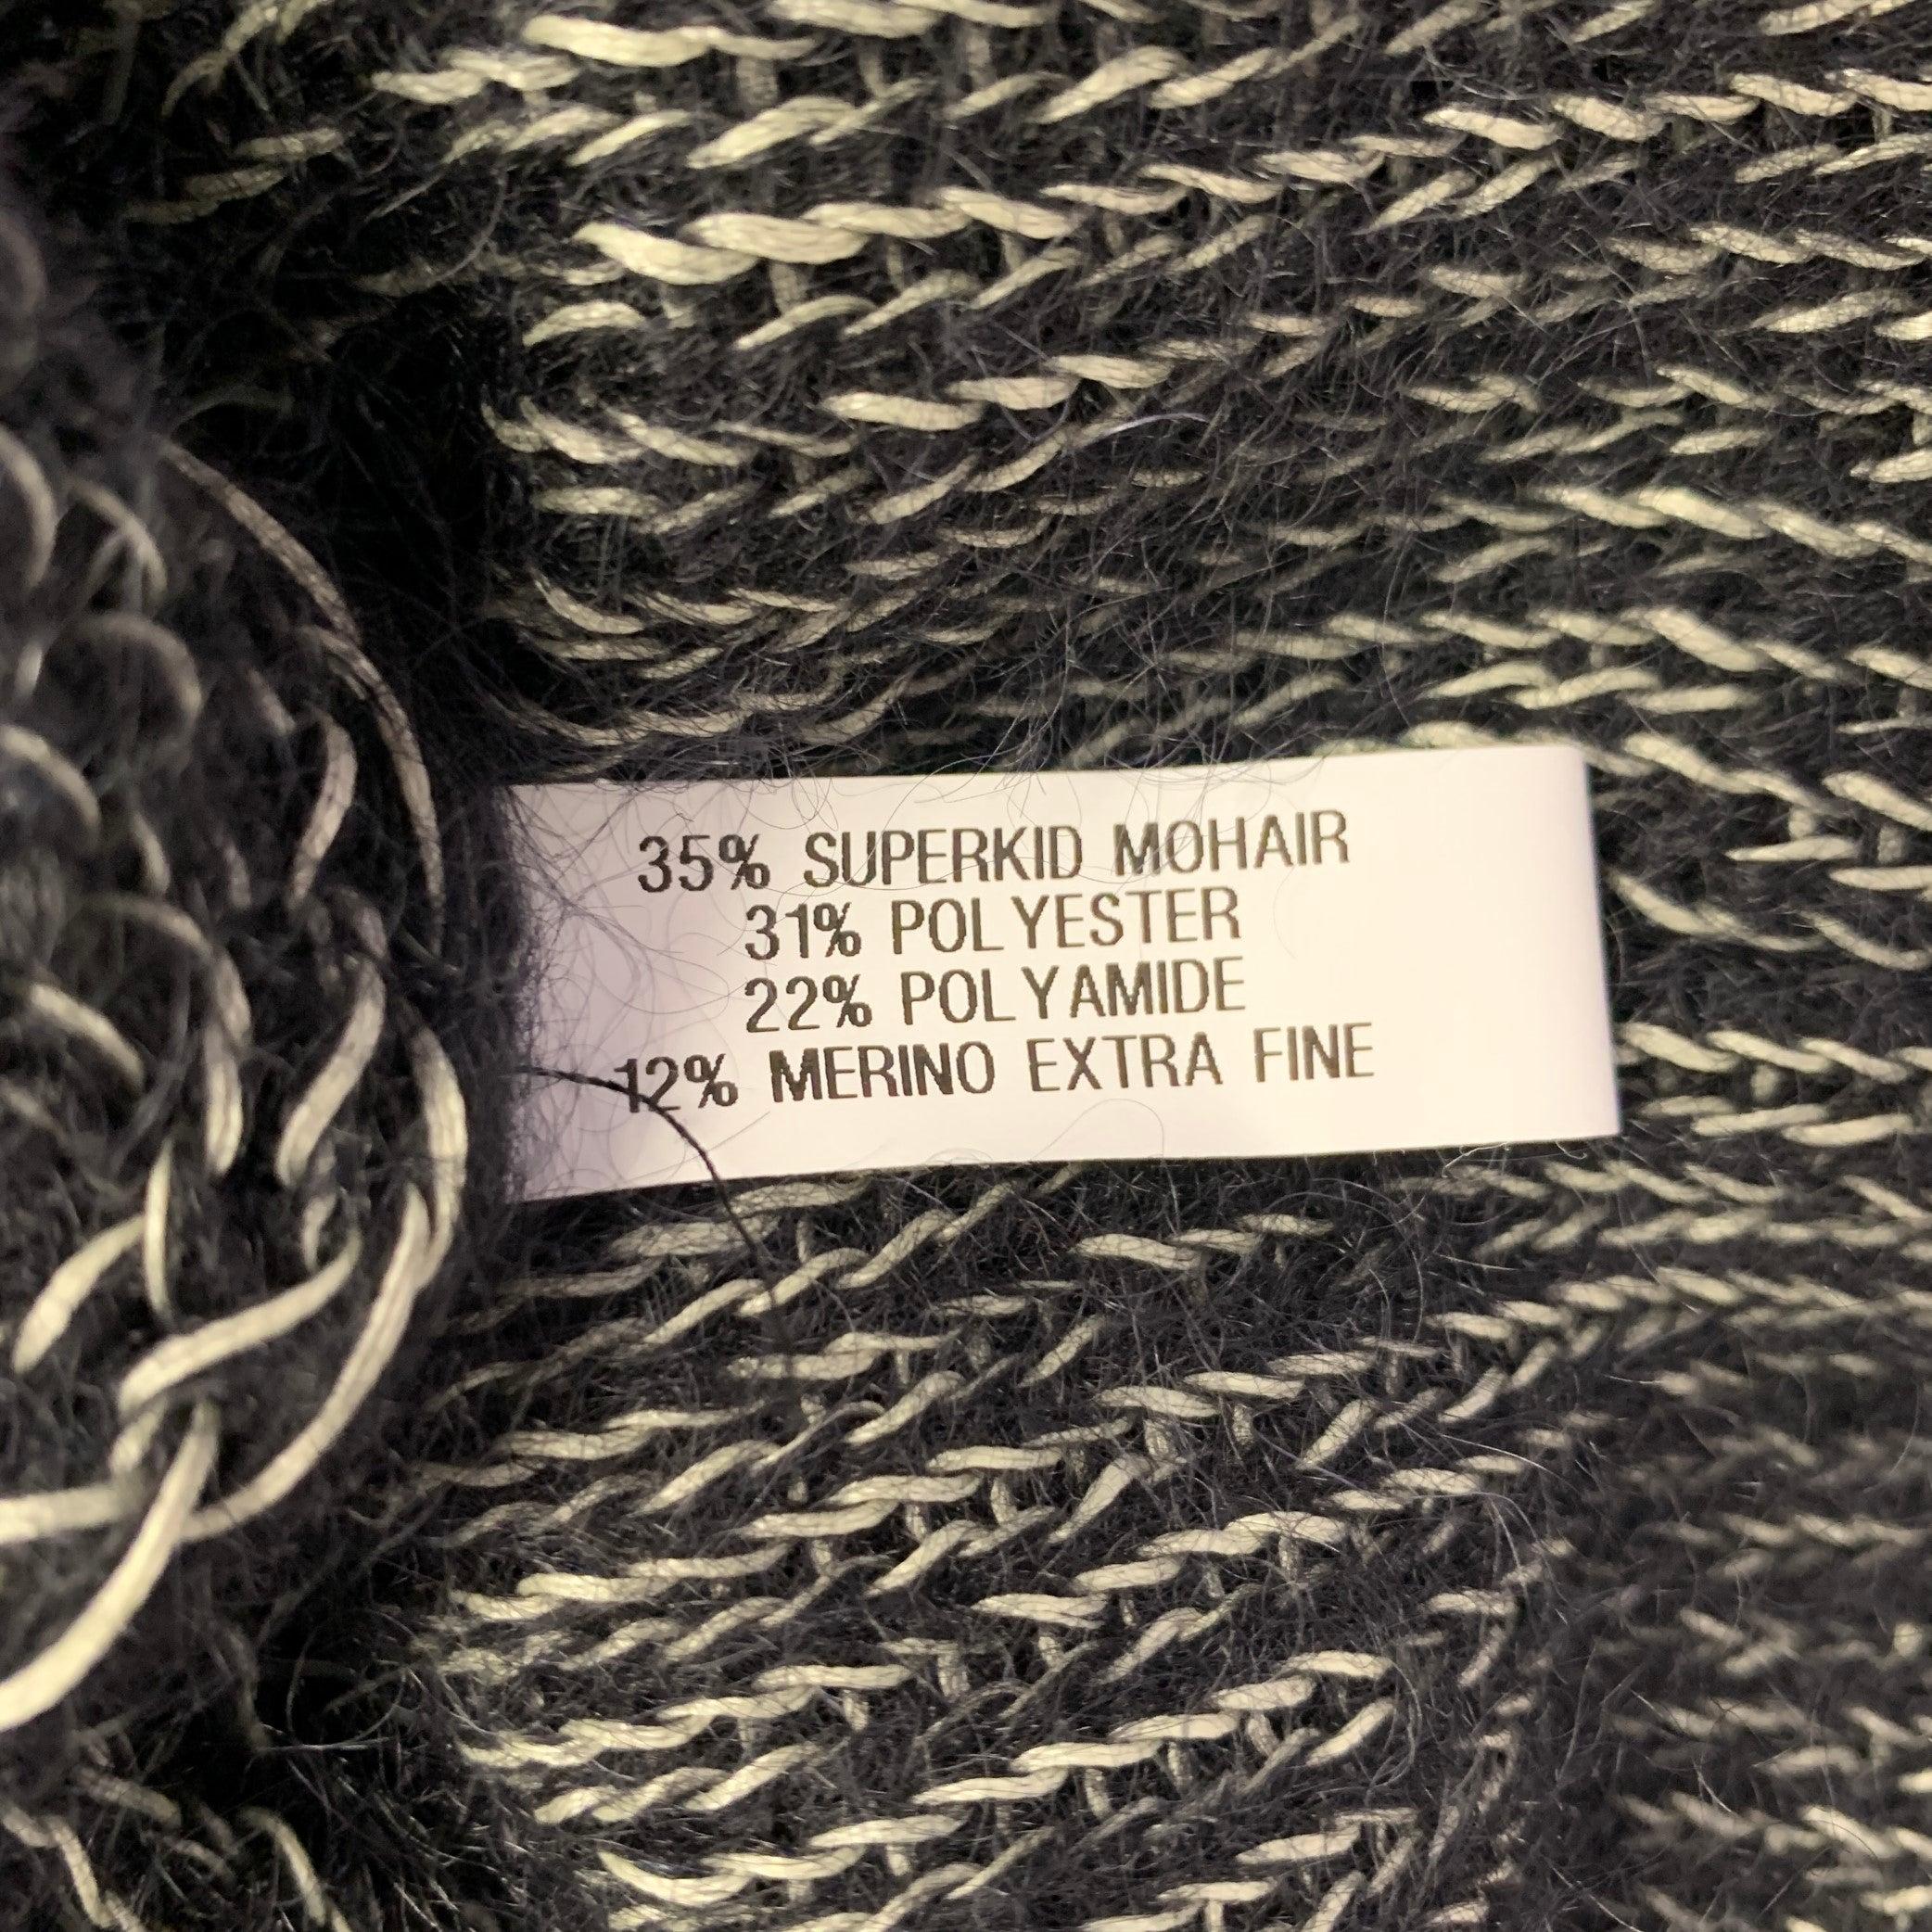 35% SUPERKID MOHAIR
31% POLYESTER
22% POLYAMIDE
12% MERINO EXTRA FINE